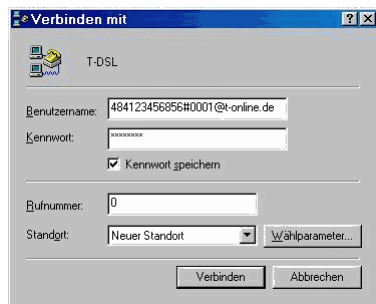 Verbinden mit
T-DSL
Benutzername: 484123456856#0001@t-online.de
Kennwort: ********
Kennwort speichern
Rufnummer: 0
Standort: Neuer Standort Wählparameter...
Verbinden Abbrechen